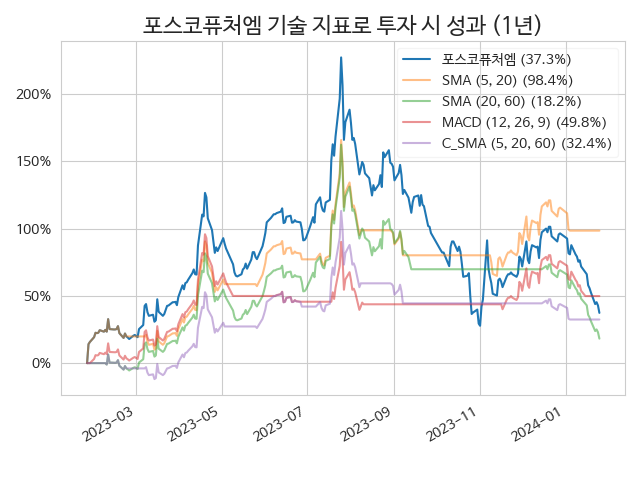 포스코퓨처엠 기술 지표로 투자 시 성과 (1년)
포스코퓨처엠 (37.3%)
SMA (5, 20) (98.4%)
SMA (20, 60) (18.2%)
MACD (12, 26, 9) (49.8%)
C_SMA (5, 20, 60) (32.4%)
200%
150%
100%
50%
0%
2023-03
2023-05
2023-07
2023-09
2023-11
2024-01